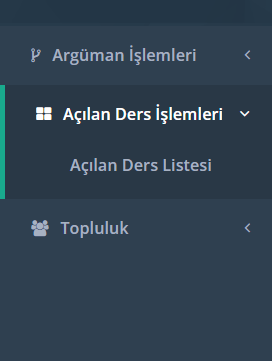 Argüman İşlemleri
Açılan Ders İşlemleri
Açılan Ders Listesi
Topluluk